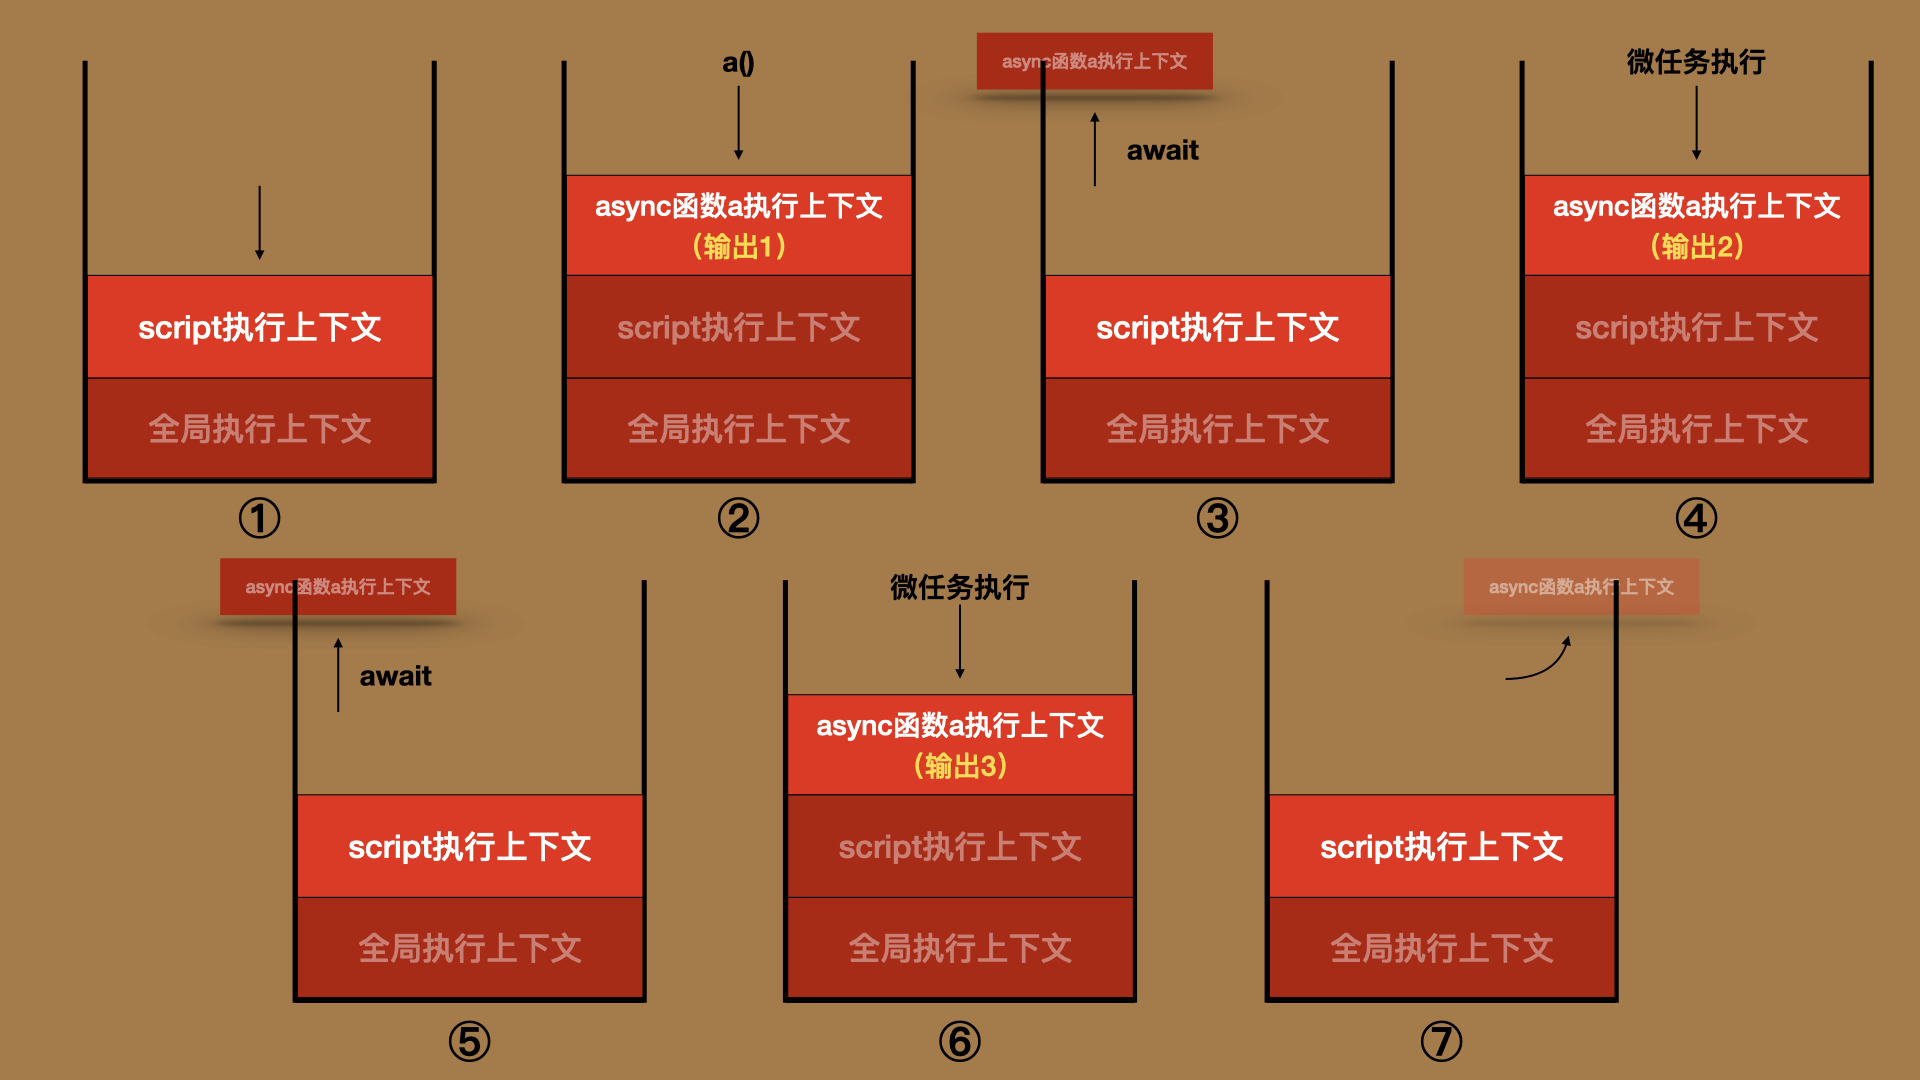 script执行上下文
全局执行上下文
①
a()
async函数a执行上下文
（输出1）
script执行上下文
全局执行上下文
②
async函数a执行上下文
await
script执行上下文
全局执行上下文
③
微任务执行
async函数a执行上下文
（输出2）
script执行上下文
全局执行上下文
④
async函数a执行上下文
await
script执行上下文
全局执行上下文
⑤
微任务执行
async函数a执行上下文
（输出3）
script执行上下文
全局执行上下文
⑥
async函数a执行上下文
script执行上下文
全局执行上下文
⑦